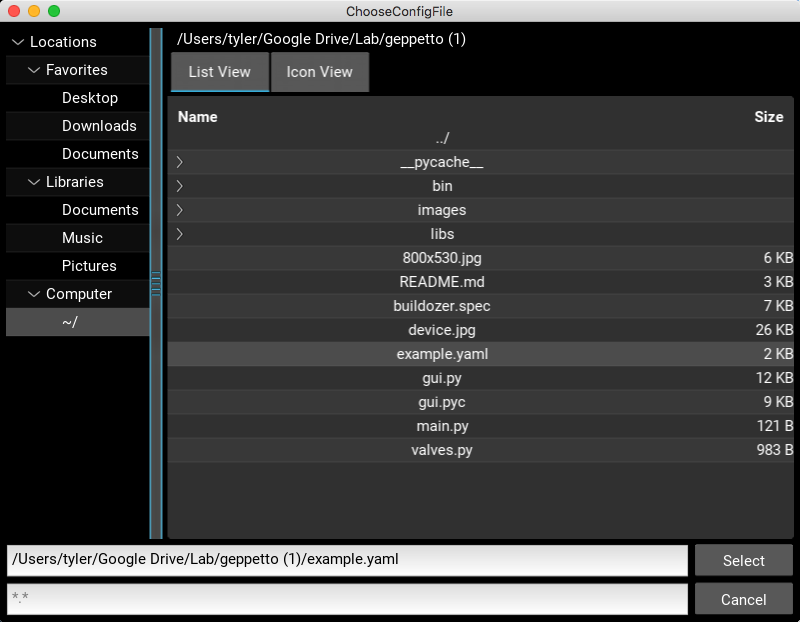 ChooseConfigFile
Locations
Favorites
Desktop
Downloads
Documents
Libraries
Documents
Music
Pictures
Computer
~/
/Users/tyler/Google Drive/Lab/geppetto (1)
List View Icon View
Name Size
../
__pycache__
bin
images
libs
800x530.jpg 6 KB
README.md 3 KB
buildozer.spec 7 KB
device.jpg 26 KB
example.yaml 2 KB
gui.py 12 KB
gui.pyc 9 KB
main.py 121 B
valves.py 983 B
/Users/tyler/Google Drive/Lab/geppetto (1)/example.yaml
Select
*.*
Cancel